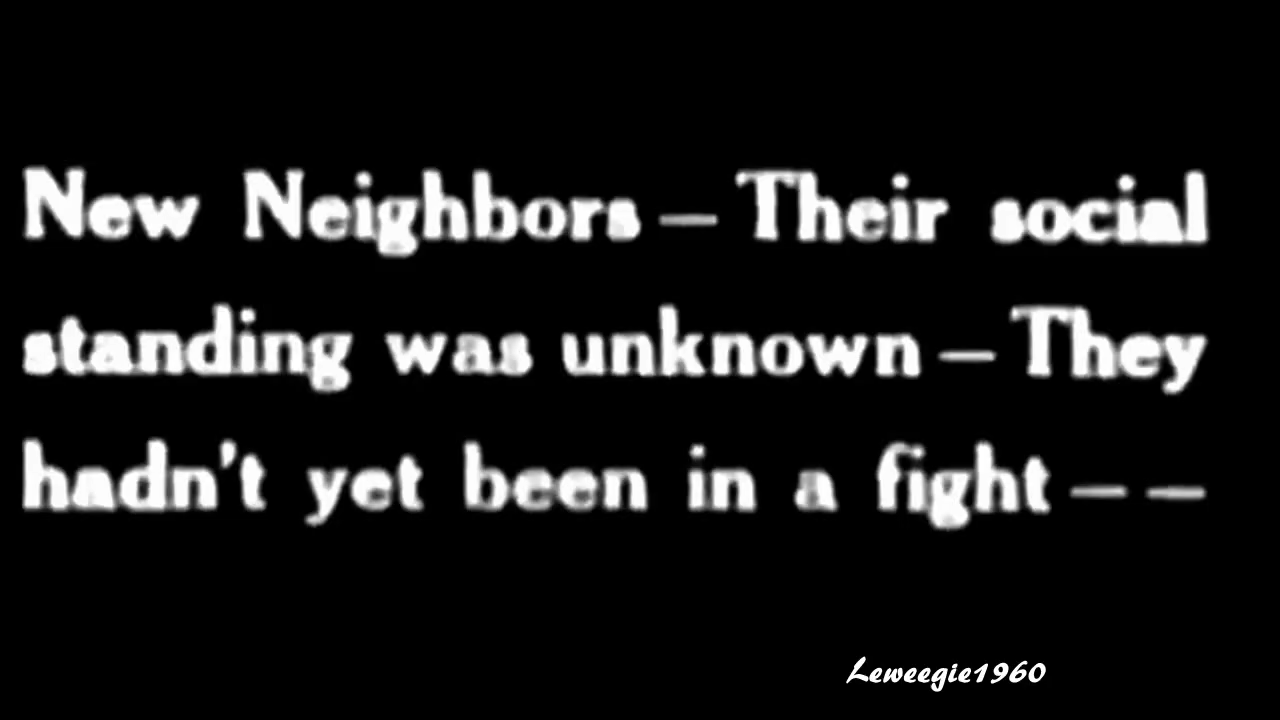 New Neighbors — Their social
standing was unknown — They
hadn't yet been in a fight — —
Leweegie1960